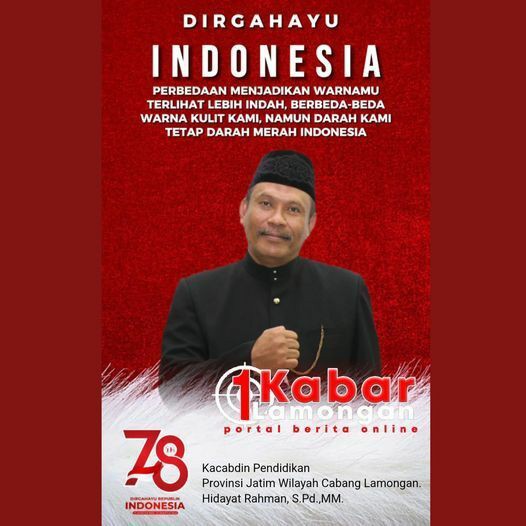 DIRGAHAYU
INDONESIA
PERBEDAAN MENJADIKAN WARNAMU
TERLIHAT LEBIH INDAH, BERBEDA-BEDA
WARNA KULIT KAMI, NAMUN DARAH KAMI
TETAP DARAH MERAH INDONESIA
1Kabar
Lamongan
portal berita online
78
TH
DIRGAHAYU REPUBLIK
INDONESIA
Kacabdin Pendidikan
Provinsi Jatim Wilayah Cabang Lamongan.
Hidayat Rahman, S.Pd.,MM.